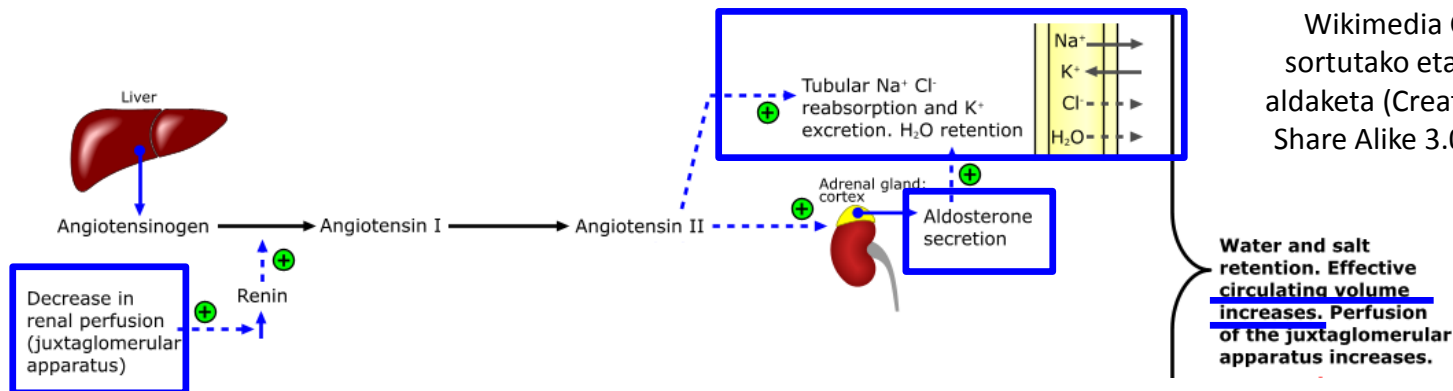 Wikimedia
sortutako eta
aldaketa
Share Alike 3.0
Liver
Na⁺
K⁺
Cl⁻
H₂O
Tubular Na⁺ Cl⁻
reabsorption and K⁺
excretion. H₂O retention
+
+
Adrenal gland:
cortex
+
Angiotensinogen
Angiotensin I
Angiotensin II
Aldosterone
secretion
+
Renin
Decrease in
renal perfusion
(juxtaglomerular
apparatus)
+
Water and salt
retention. Effective
circulating volume
increases. Perfusion
of the juxtaglomerular
apparatus increases.